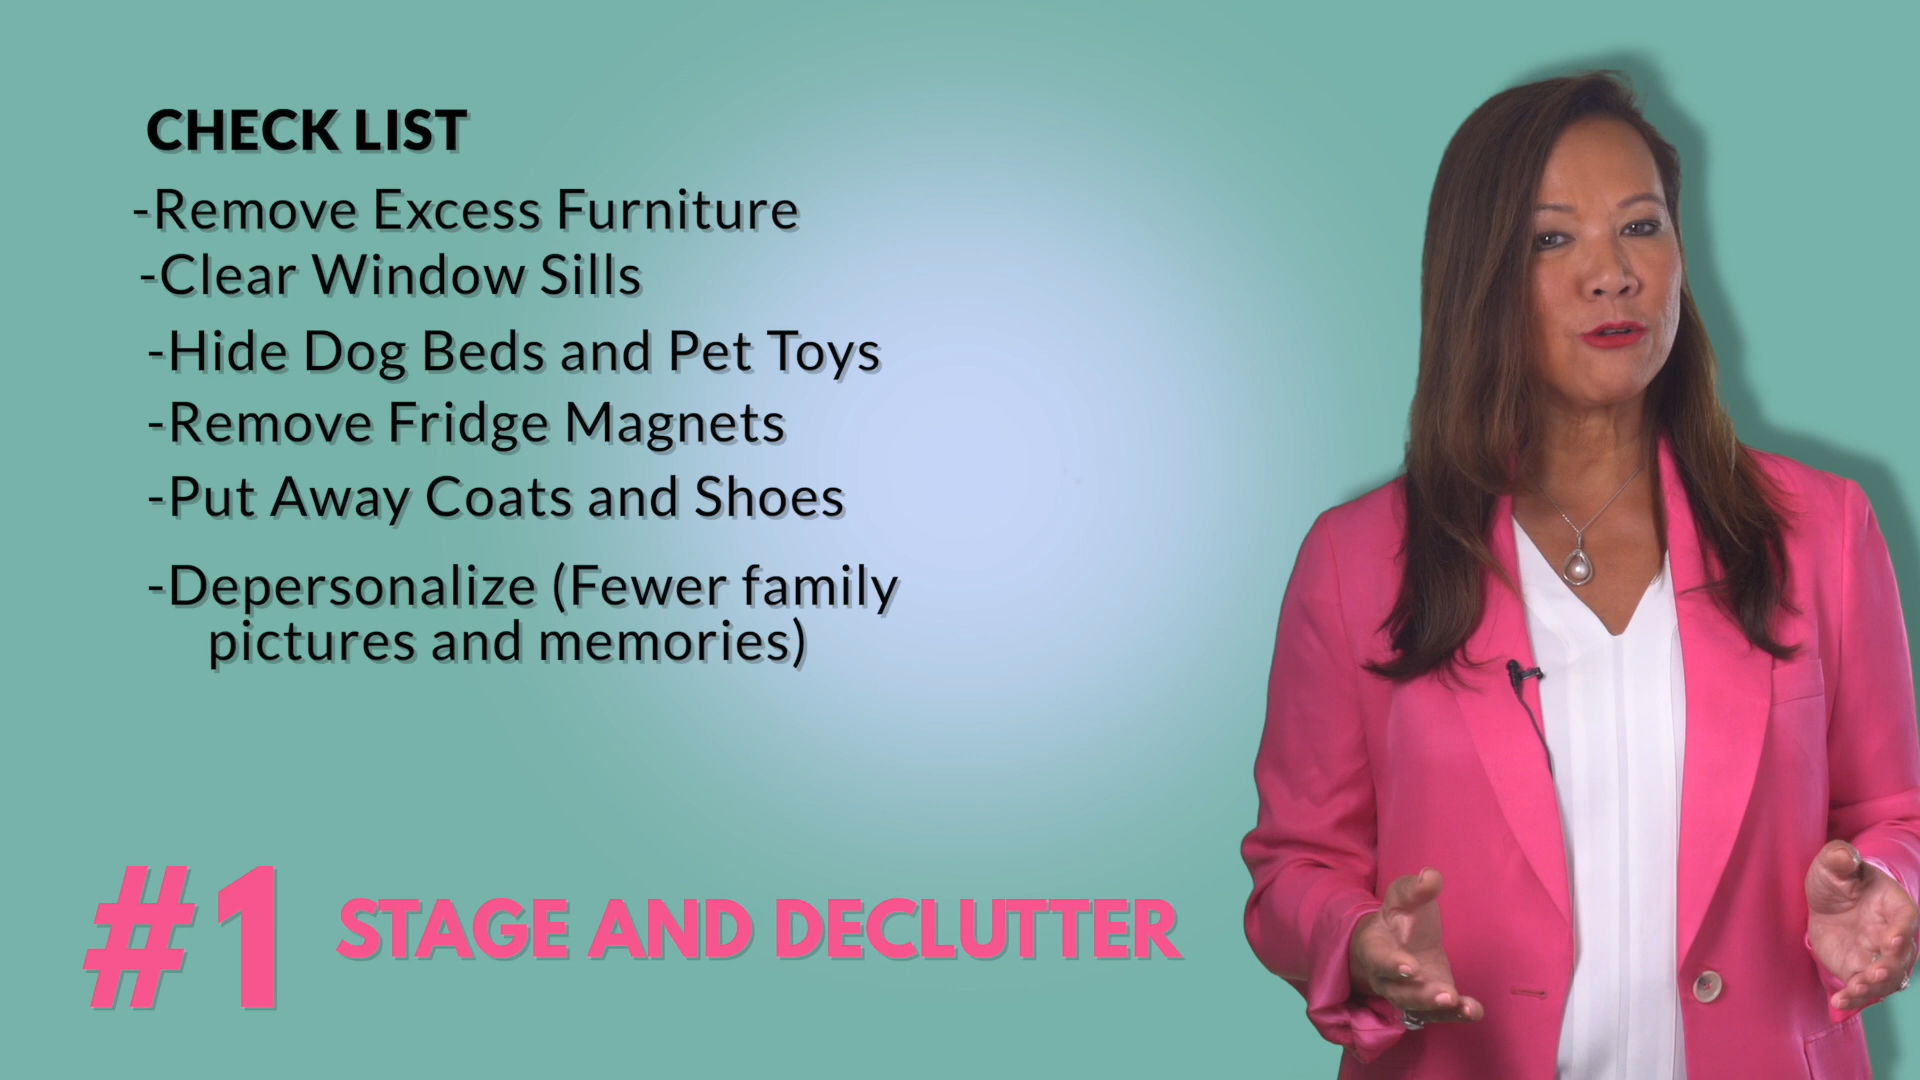 CHECK LIST
-Remove Excess Furniture
-Clear Window Sills
-Hide Dog Beds and Pet Toys
-Remove Fridge Magnets
-Put Away Coats and Shoes
-Depersonalize (Fewer family
pictures and memories)
#1 STAGE AND DECLUTTER